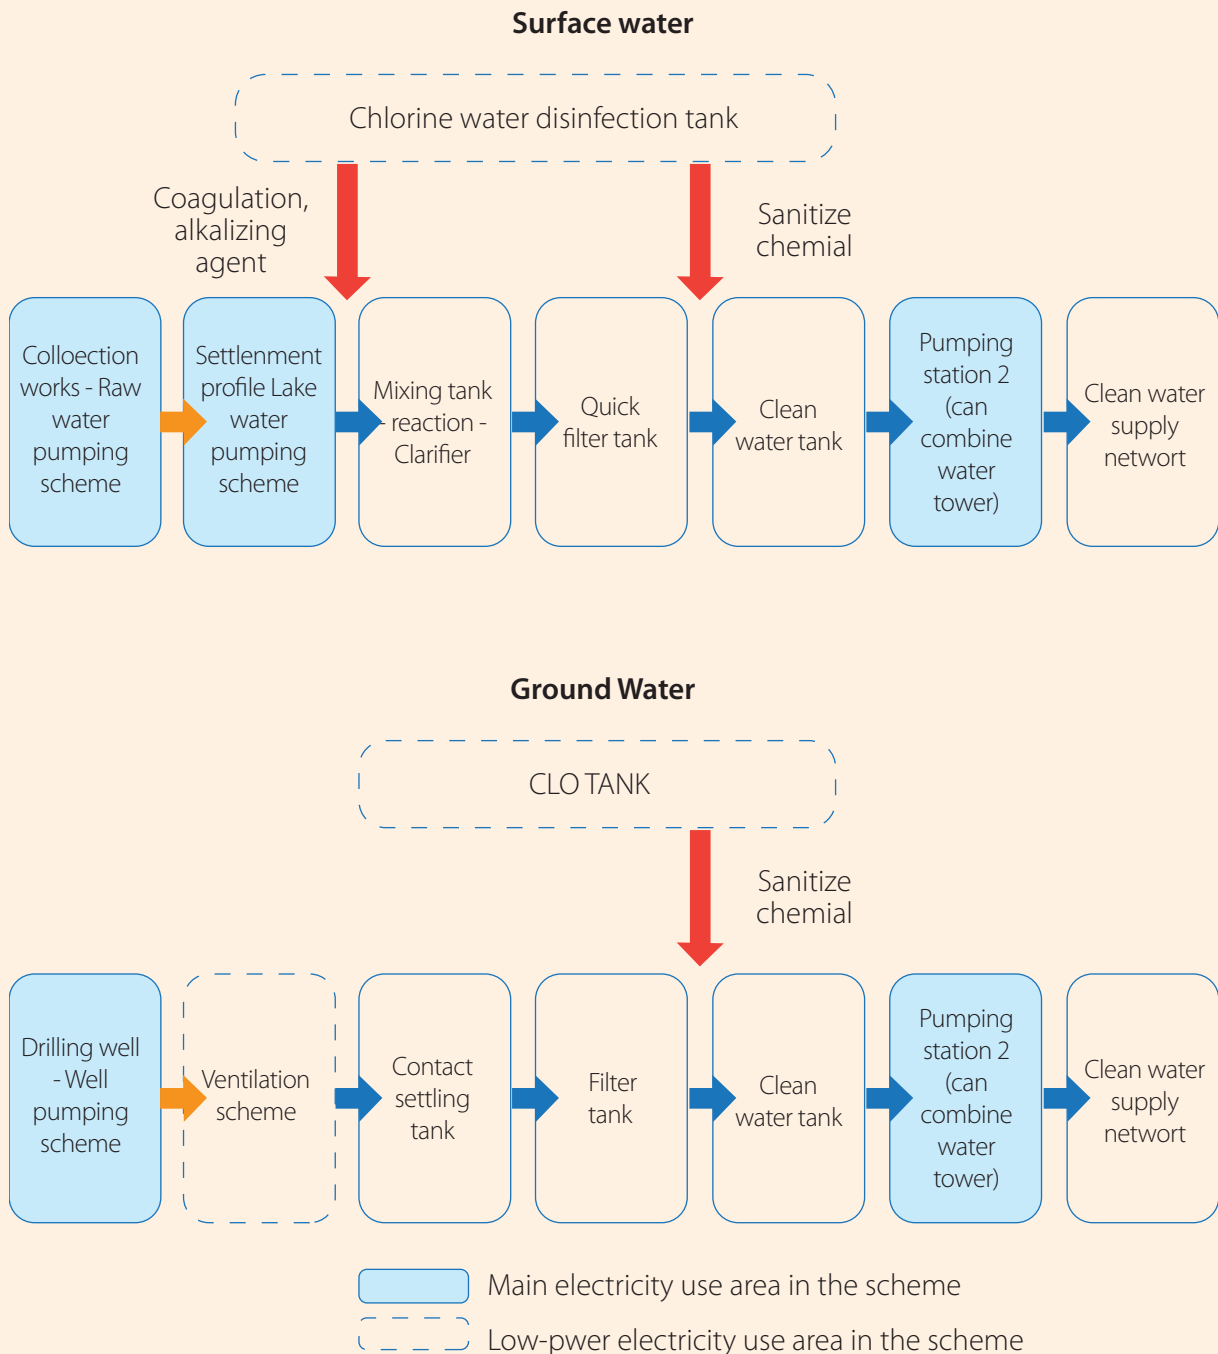 Surface water
Chlorine water disinfection tank
Coagulation,
alkalizing
agent
Sanitize
chemial
Colloection
works - Raw
water
pumping
scheme
Settlenment
profile Lake
water
pumping
scheme
Mixing tank
- reaction -
Clarifier
Quick
filter tank
Clean
water tank
Pumping
station 2
(can
combine
water
tower)
Clean water
supply
networt
Ground Water
CLO TANK
Sanitize
chemial
Drilling well
- Well
pumping
scheme
Ventilation
scheme
Contact
settling
tank
Filter
tank
Clean
water tank
Pumping
station 2
(can
combine
water
tower)
Clean water
supply
networt
Main electricity use area in the scheme
Low-pwer electricity use area in the scheme